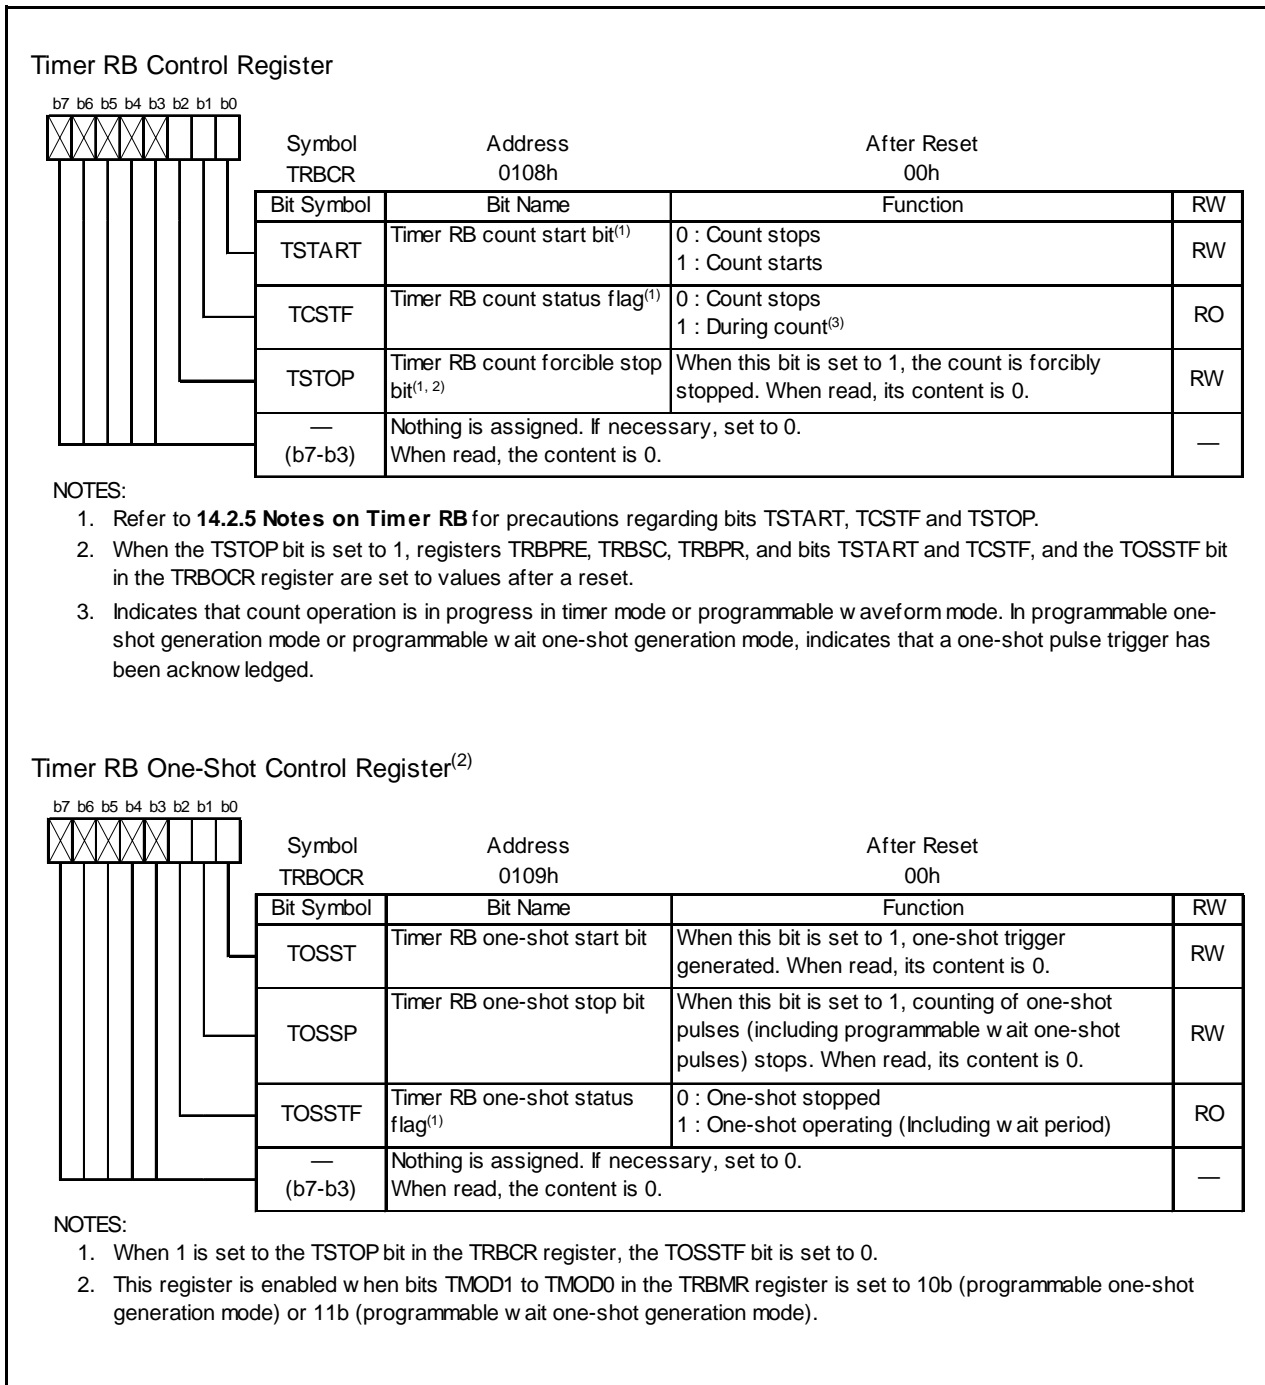 Timer RB Control Register
b7 b6 b5 b4 b3 b2 b1 b0
Symbol Address After Reset
TRBCR 0108h 00h
Bit Symbol Bit Name Function RW
TSTART Timer RB count start bit(1) 0 : Count stops RW
1 : Count starts
TCSTF Timer RB count status flag(1) 0 : Count stops RO
1 : During count(3)
TSTOP Timer RB count forcible stop When this bit is set to 1, the count is forcibly RW
bit(1, 2) stopped. When read, its content is 0.
— Nothing is assigned. If necessary, set to 0. —
(b7-b3) When read, the content is 0.
NOTES:
1. Refer to 14.2.5 Notes on Timer RB for precautions regarding bits TSTART, TCSTF and TSTOP.
2. When the TSTOP bit is set to 1, registers TRBPRE, TRBSC, TRBPR, and bits TSTART and TCSTF, and the TOSSTF bit
in the TRBOCR register are set to values after a reset.
3. Indicates that count operation is in progress in timer mode or programmable waveform mode. In programmable one-
shot generation mode or programmable wait one-shot generation mode, indicates that a one-shot pulse trigger has
been acknowledged.
Timer RB One-Shot Control Register(2)
b7 b6 b5 b4 b3 b2 b1 b0
Symbol Address After Reset
TRBOCR 0109h 00h
Bit Symbol Bit Name Function RW
TOSST Timer RB one-shot start bit When this bit is set to 1, one-shot trigger RW
generated. When read, its content is 0.
TOSSP Timer RB one-shot stop bit When this bit is set to 1, counting of one-shot RW
pulses (including programmable wait one-shot
pulses) stops. When read, its content is 0.
TOSSTF Timer RB one-shot status 0 : One-shot stopped RO
flag(1) 1 : One-shot operating (Including wait period)
— Nothing is assigned. If necessary, set to 0. —
(b7-b3) When read, the content is 0.
NOTES:
1. When 1 is set to the TSTOP bit in the TRBCR register, the TOSSTF bit is set to 0.
2. This register is enabled when bits TMOD1 to TMOD0 in the TRBMR register is set to 10b (programmable one-shot
generation mode) or 11b (programmable wait one-shot generation mode).